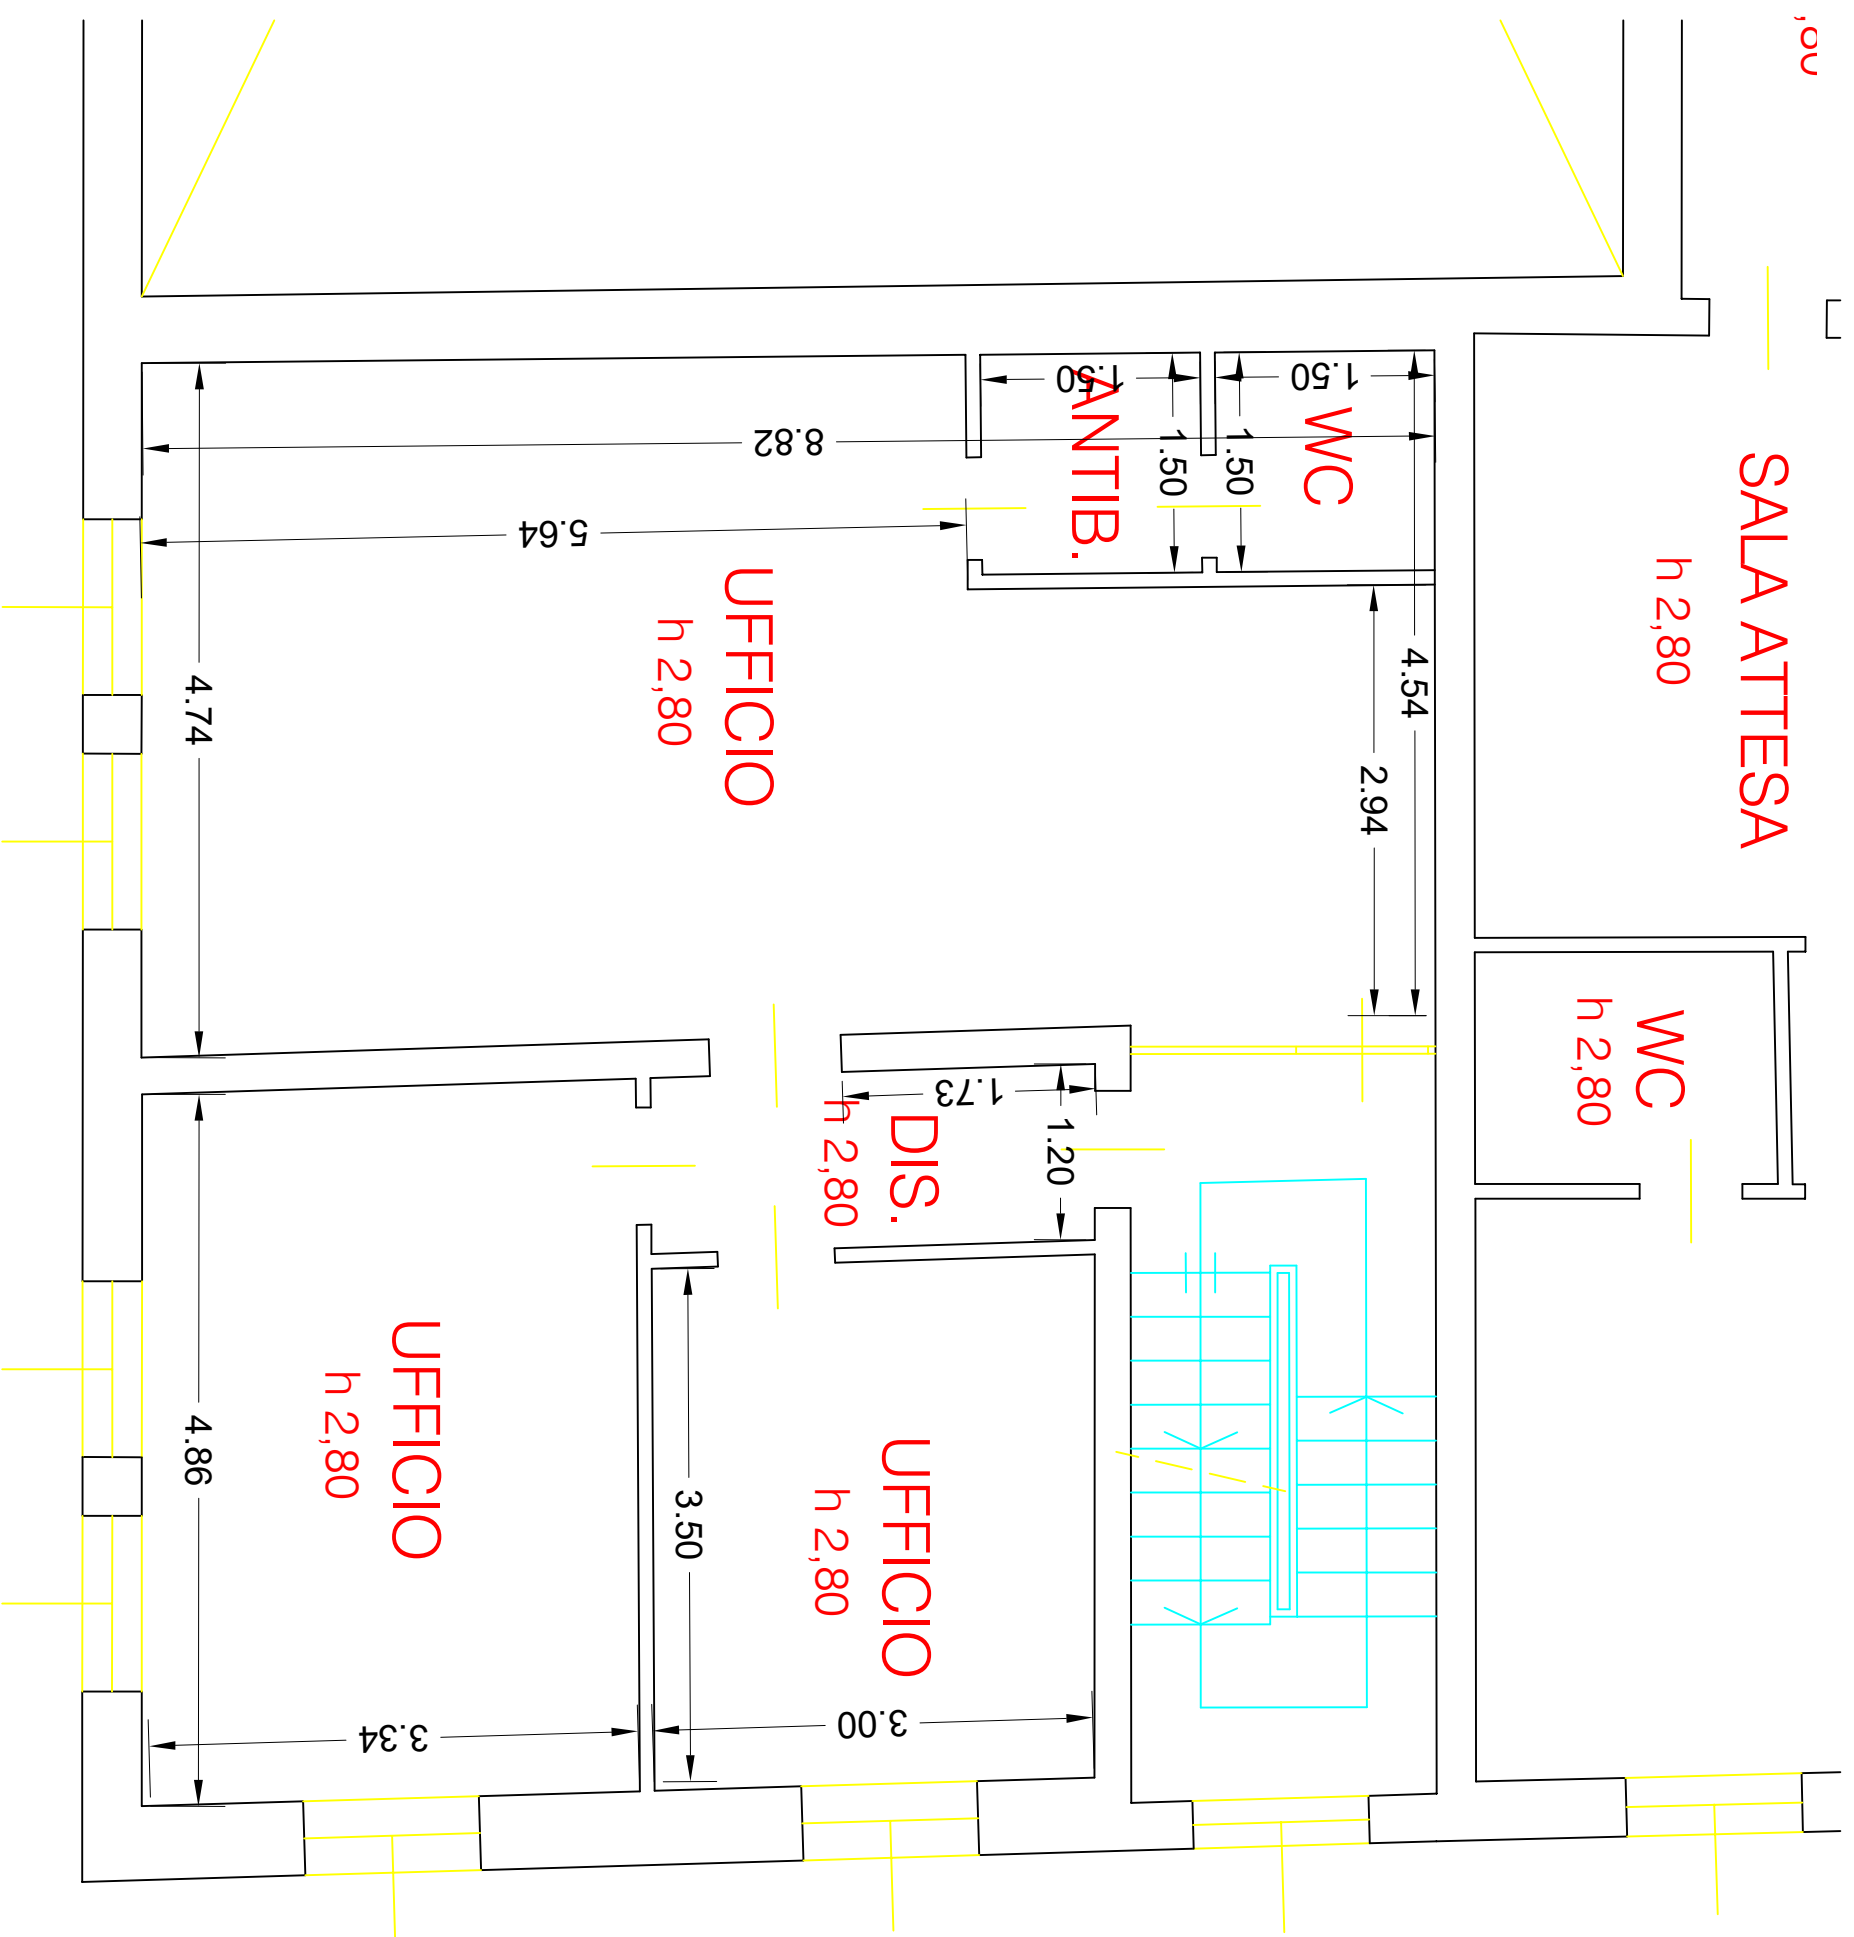 1.50
1.50
ANTIB.
WC
1.50
1.50
8.82
5.64
SALA ATTESA
h 2,80
UFFICIO
h 2,80
4.74
4.54
2.94
WC
h 2,80
1.73
DIS.
h 2,80
1.20
UFFICIO
h 2,80
4.86
UFFICIO
h 2,80
3.50
3.34
3.00